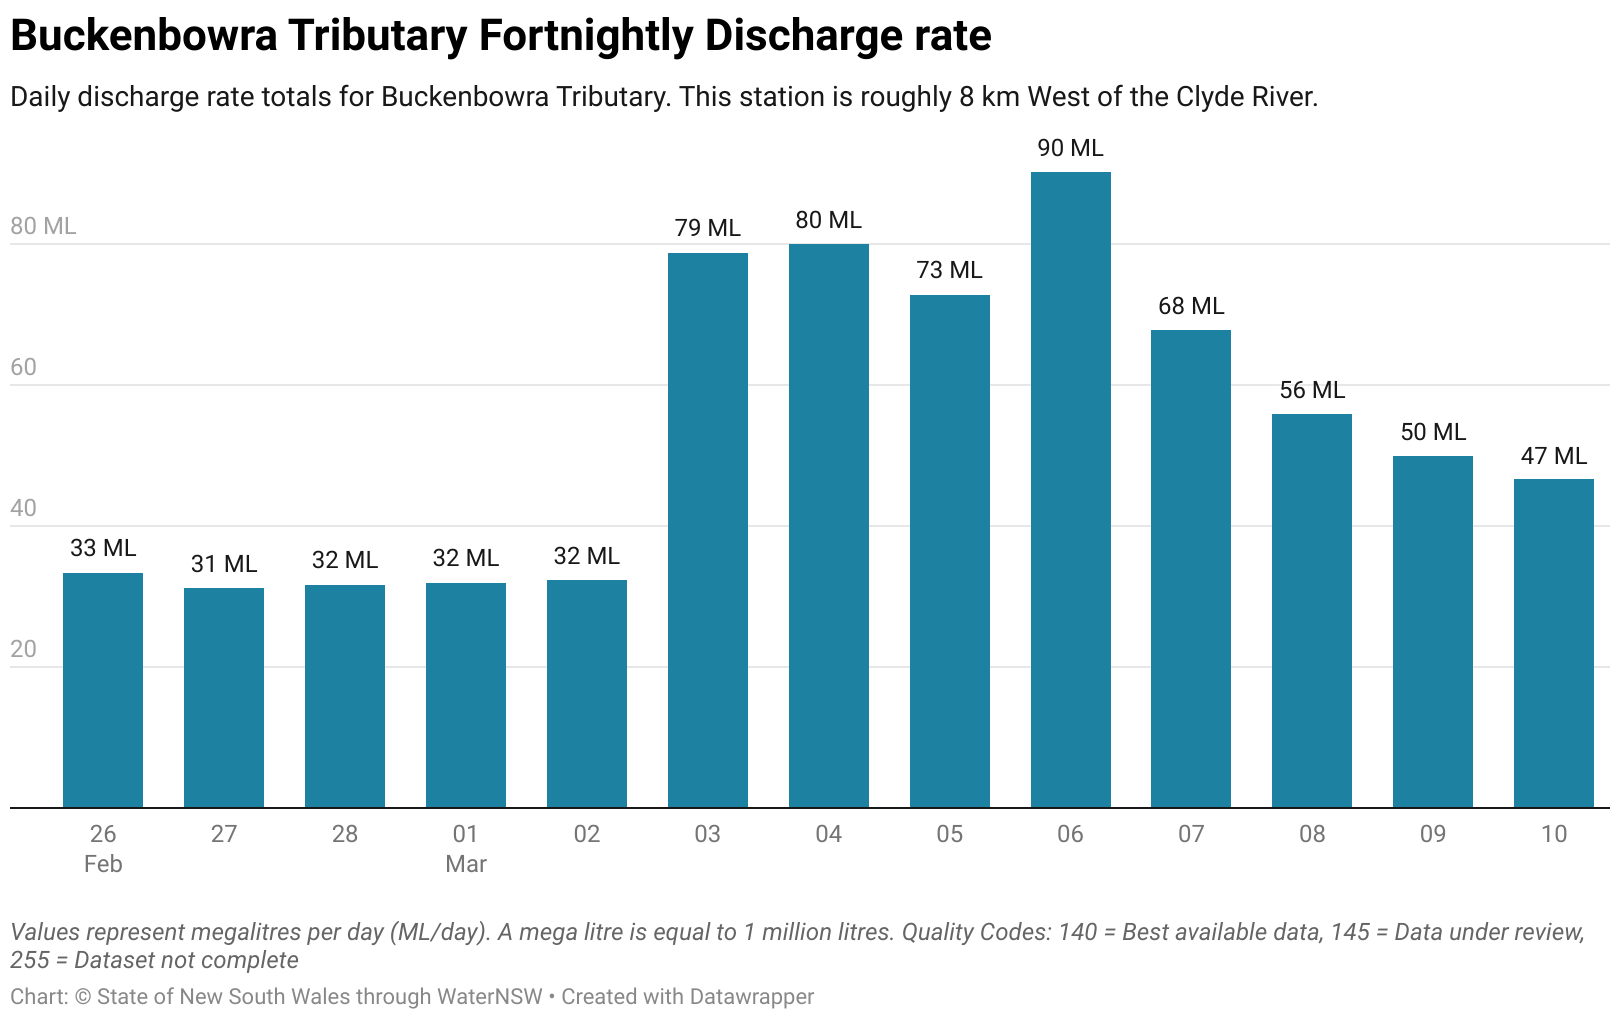 Buckenbowra Tributary Fortnightly Discharge rate
Daily discharge rate totals for Buckenbowra Tributary. This station is roughly 8 km West of the Clyde River.
80 ML
60
40
20
33 ML
31 ML
32 ML
32 ML
32 ML
79 ML
80 ML
73 ML
90 ML
68 ML
56 ML
50 ML
47 ML
26 27 28 01 02 03 04 05 06 07 08 09 10
Feb Mar
Values represent megalitres per day (ML/day). A mega litre is equal to 1 million litres. Quality Codes: 140 = Best available data, 145 = Data under review,
255 = Dataset not complete
Chart: © State of New South Wales through WaterNSW • Created with Datawrapper